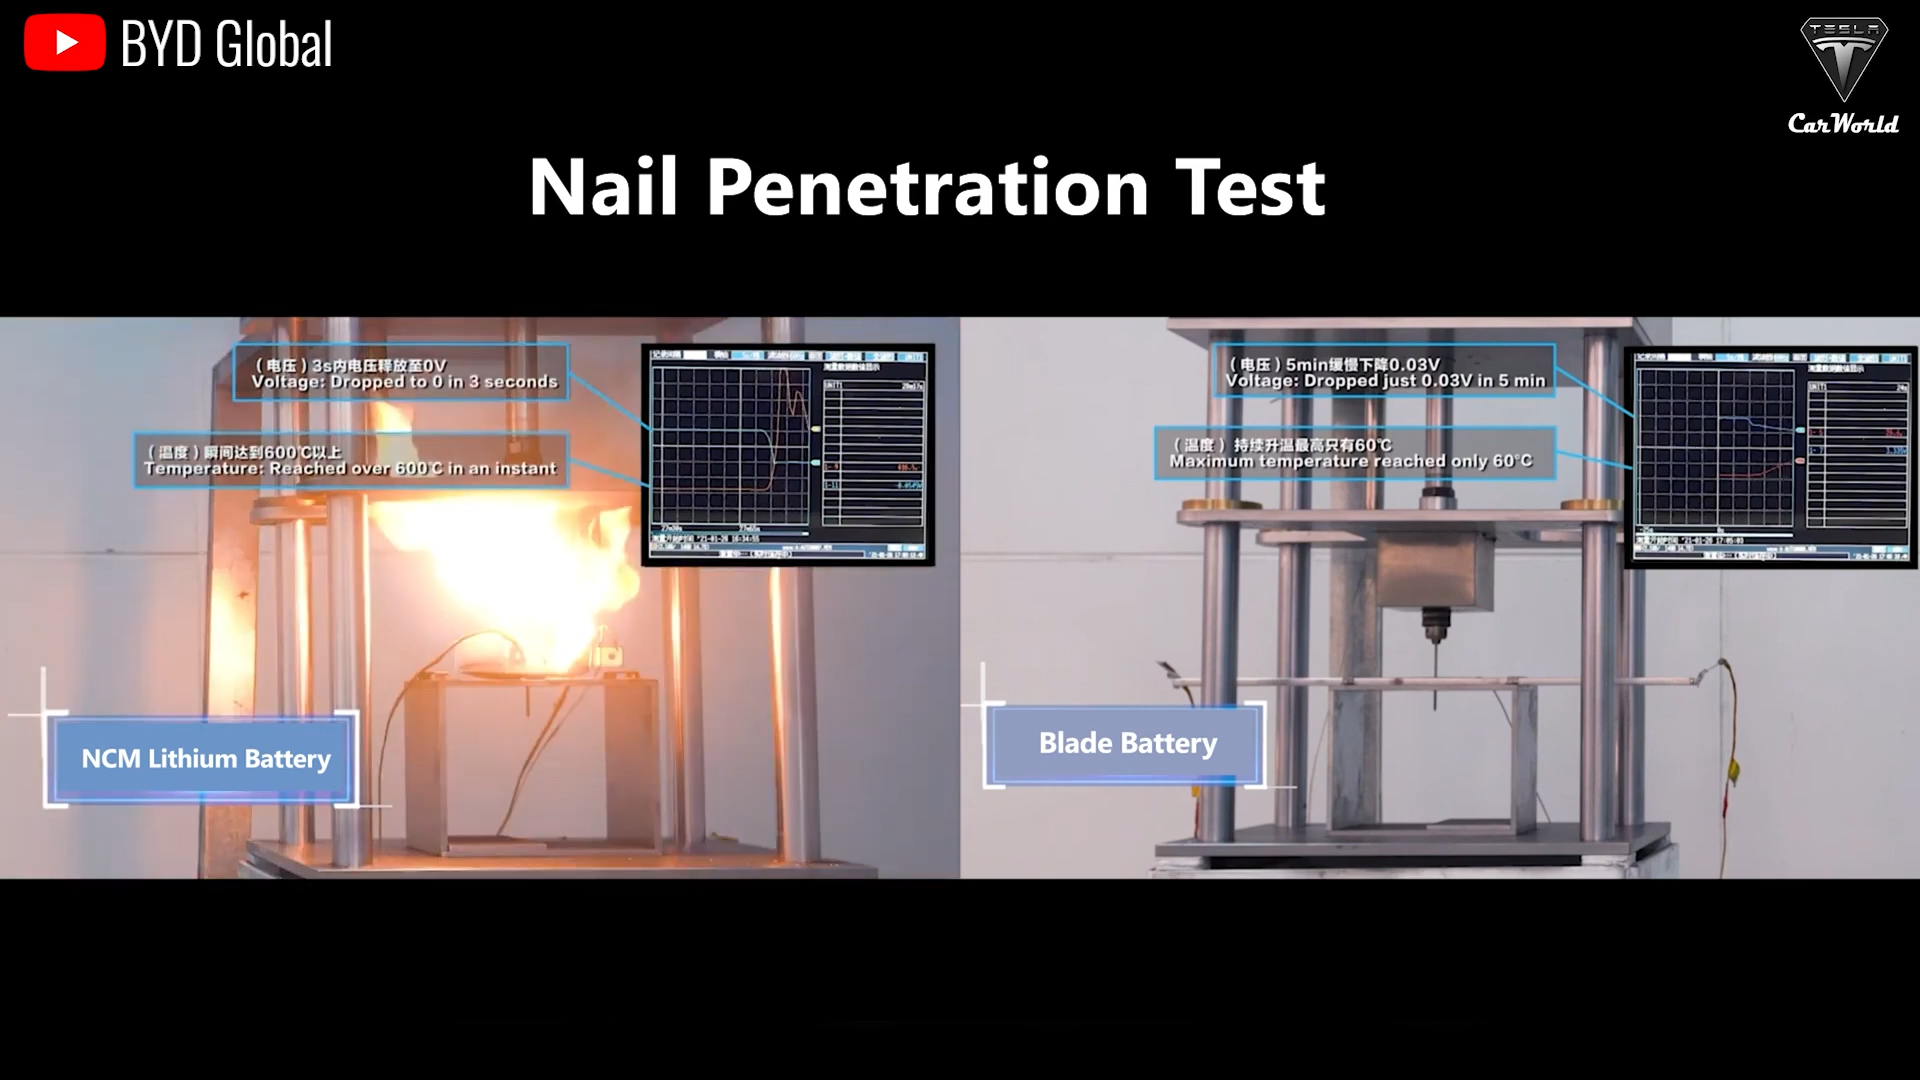 BYD Global
TESLA
CarWorld
Nail Penetration Test
（电压）3s内电压释放至0V
Voltage: Dropped to 0 in 3 seconds
（温度）瞬间达到600℃以上
Temperature: Reached over 600℃ in an instant
NCM Lithium Battery
（电压）5min缓慢下降0.03V
Voltage: Dropped just 0.03V in 5 min
（温度）持续升温最高只有60℃
Maximum temperature reached only 60℃
Blade Battery